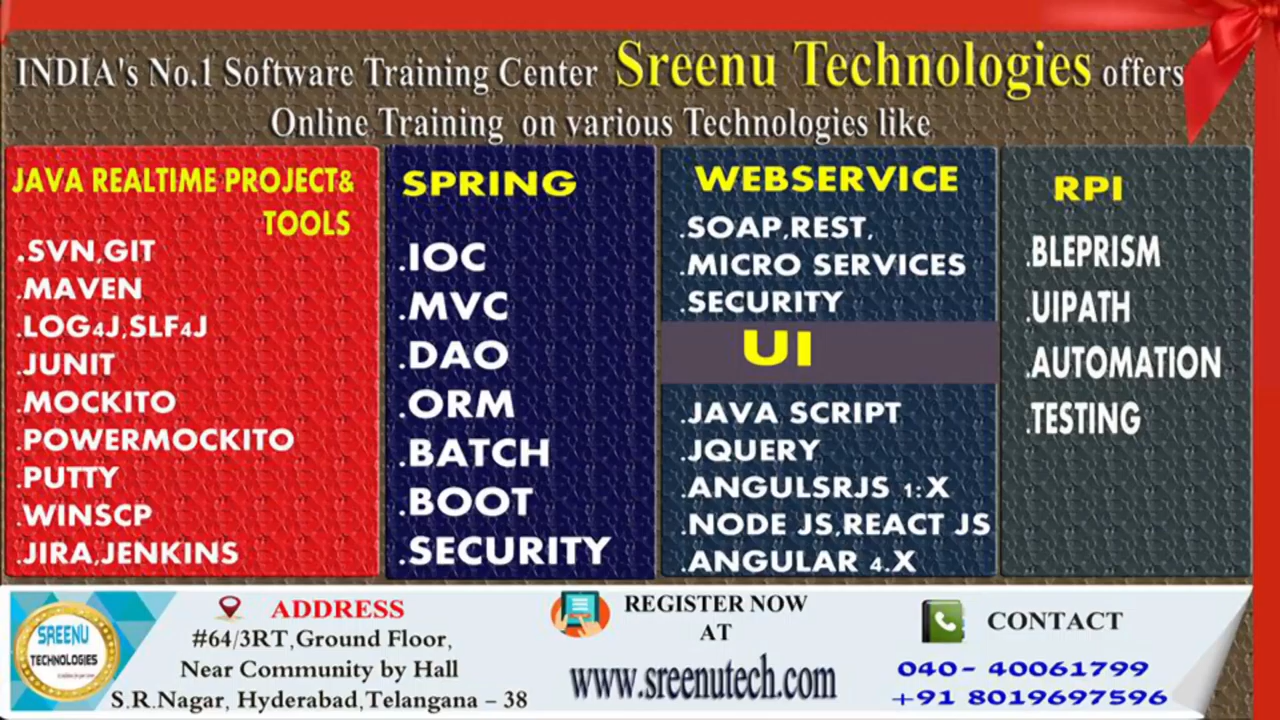 INDIA's No.1 Software Training Center Sreenu Technologies offers
Online Training on various Technologies like
JAVA REALTIME PROJECT&
TOOLS
.SVN,GIT
.MAVEN
.LOG4J,SLF4J
.JUNIT
.MOCKITO
.POWERMOCKITO
.PUTTY
.WINSCP
.JIRA,JENKINS
SPRING
.IOC
.MVC
.DAO
.ORM
.BATCH
.BOOT
.SECURITY
WEBSERVICE
.SOAP,REST,
.MICRO SERVICES
.SECURITY
UI
.JAVA SCRIPT
.JQUERY
.ANGULSRJS 1:X
.NODE JS,REACT JS
.ANGULAR 4.X
RPI
.BLEPRISM
.UIPATH
.AUTOMATION
.TESTING
SREENU
TECHNOLOGIES
ADDRESS
#64/3RT,Ground Floor,
Near Community by Hall
S.R.Nagar, Hyderabad,Telangana – 38
REGISTER NOW
AT
www.sreenutech.com
CONTACT
040- 40061799
+91 8019697596